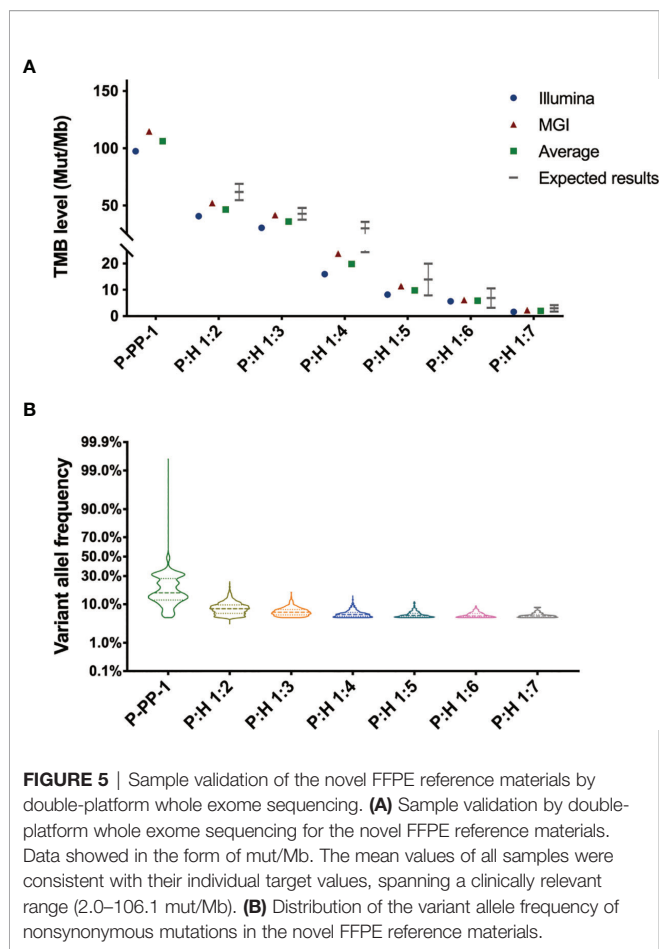 A
TMB level (Mut/Mb)
150
100
50
20
10
0
Illumina
MGI
Average
Expected results
P-PP-1
P:H 1:2
P:H 1:3
P:H 1:4
P:H 1:5
P:H 1:6
P:H 1:7
B
Variant allel frequency
99.9%
99.0%
90.0%
70.0%
50.0%
30.0%
10.0%
1.0%
0.1%
P-PP-1
P:H 1:2
P:H 1:3
P:H 1:4
P:H 1:5
P:H 1:6
P:H 1:7
FIGURE 5 | Sample validation of the novel FFPE reference materials by
double-platform whole exome sequencing. (A) Sample validation by double-
platform whole exome sequencing for the novel FFPE reference materials.
Data showed in the form of mut/Mb. The mean values of all samples were
consistent with their individual target values, spanning a clinically relevant
range (2.0–106.1 mut/Mb). (B) Distribution of the variant allele frequency of
nonsynonymous mutations in the novel FFPE reference materials.